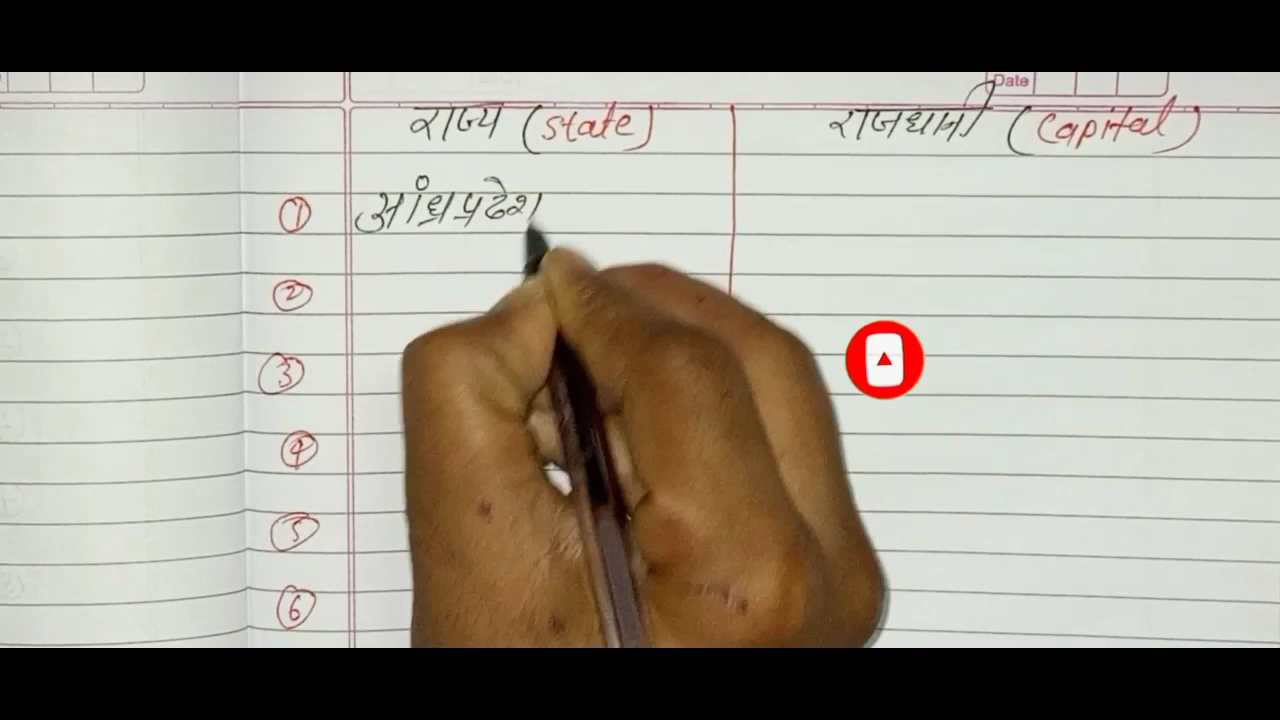 Date
राज्य (state) राजधानी (capital)
① आंध्रप्रदेश
②
③
④
⑤
⑥